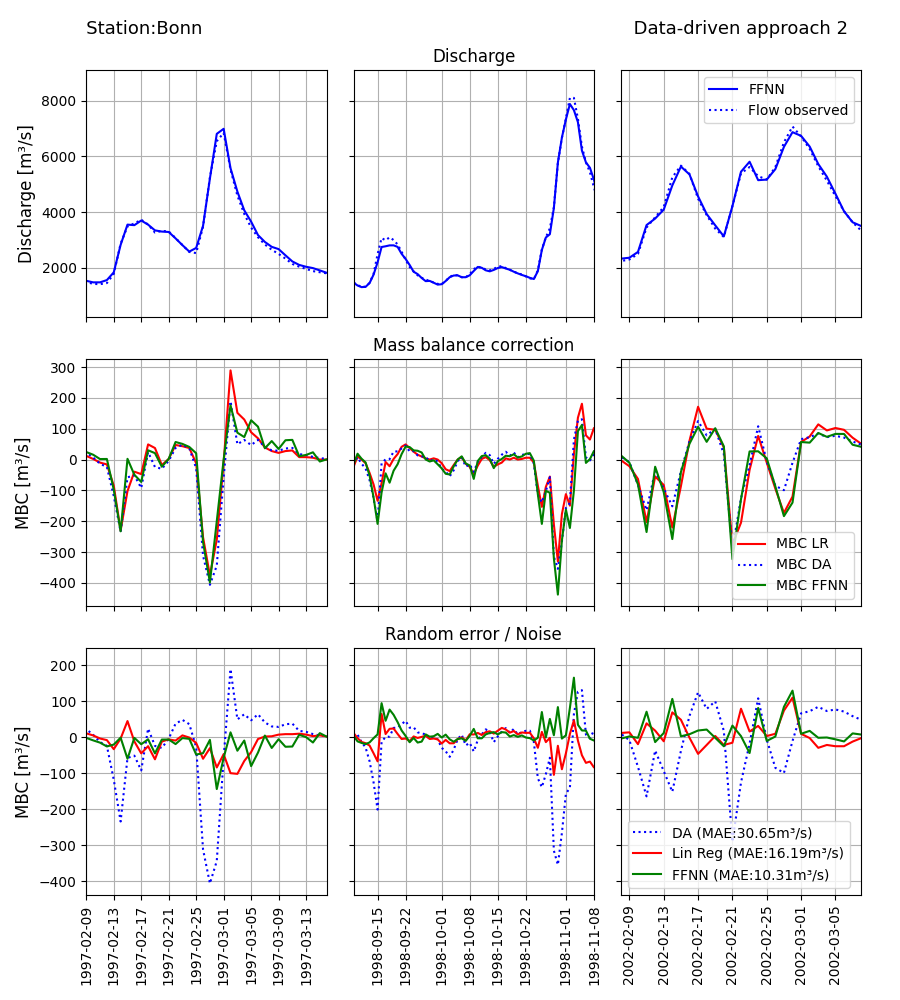 Station:Bonn
Data-driven approach 2
Discharge
Discharge [m³/s]
8000
6000
4000
2000
FFNN
Flow observed
Mass balance correction
MBC [m³/s]
300
200
100
0
−100
−200
−300
−400
MBC LR
MBC DA
MBC FFNN
Random error / Noise
MBC [m³/s]
200
100
0
−100
−200
−300
−400
DA (MAE:30.65m³/s)
Lin Reg (MAE:16.19m³/s)
FFNN (MAE:10.31m³/s)
1997-02-09
1997-02-13
1997-02-17
1997-02-21
1997-02-25
1997-03-01
1997-03-05
1997-03-09
1997-03-13
1998-09-15
1998-09-22
1998-10-01
1998-10-08
1998-10-15
1998-10-22
1998-11-01
1998-11-08
2002-02-09
2002-02-13
2002-02-17
2002-02-21
2002-02-25
2002-03-01
2002-03-05